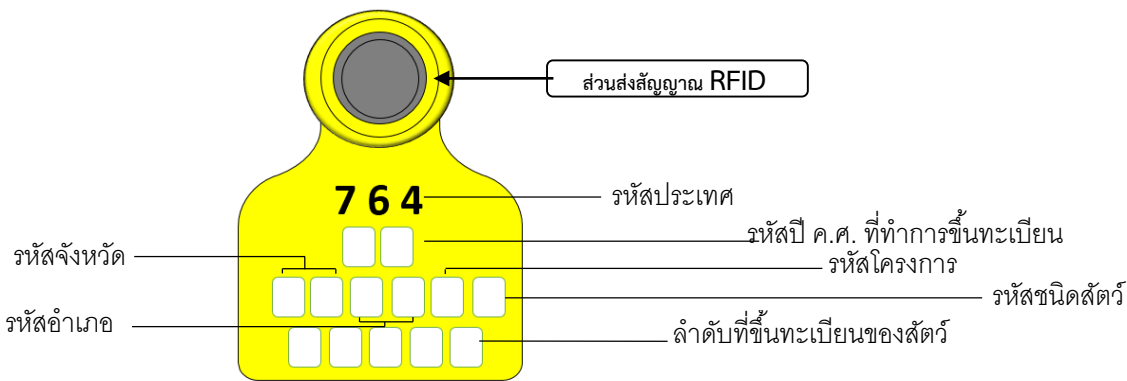 ส่วนส่งสัญญาณ RFID
7 6 4
รหัสประเทศ
รหัสปี ค.ศ. ที่ทำการขึ้นทะเบียน
รหัสจังหวัด
รหัสโครงการ
รหัสชนิดสัตว์
รหัสอำเภอ
ลำดับที่ขึ้นทะเบียนของสัตว์